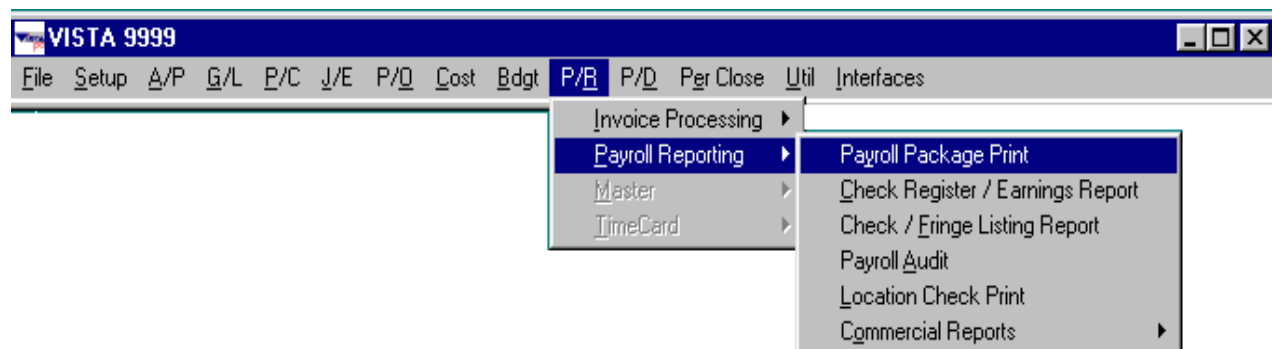 VISTA 9999
File Setup A/P G/L P/C J/E P/O Cost Bdgt P/R P/D Per Close Util Interfaces
Invoice Processing
Payroll Reporting
Master
TimeCard
Payroll Package Print
Check Register / Earnings Report
Check / Fringe Listing Report
Payroll Audit
Location Check Print
Commercial Reports